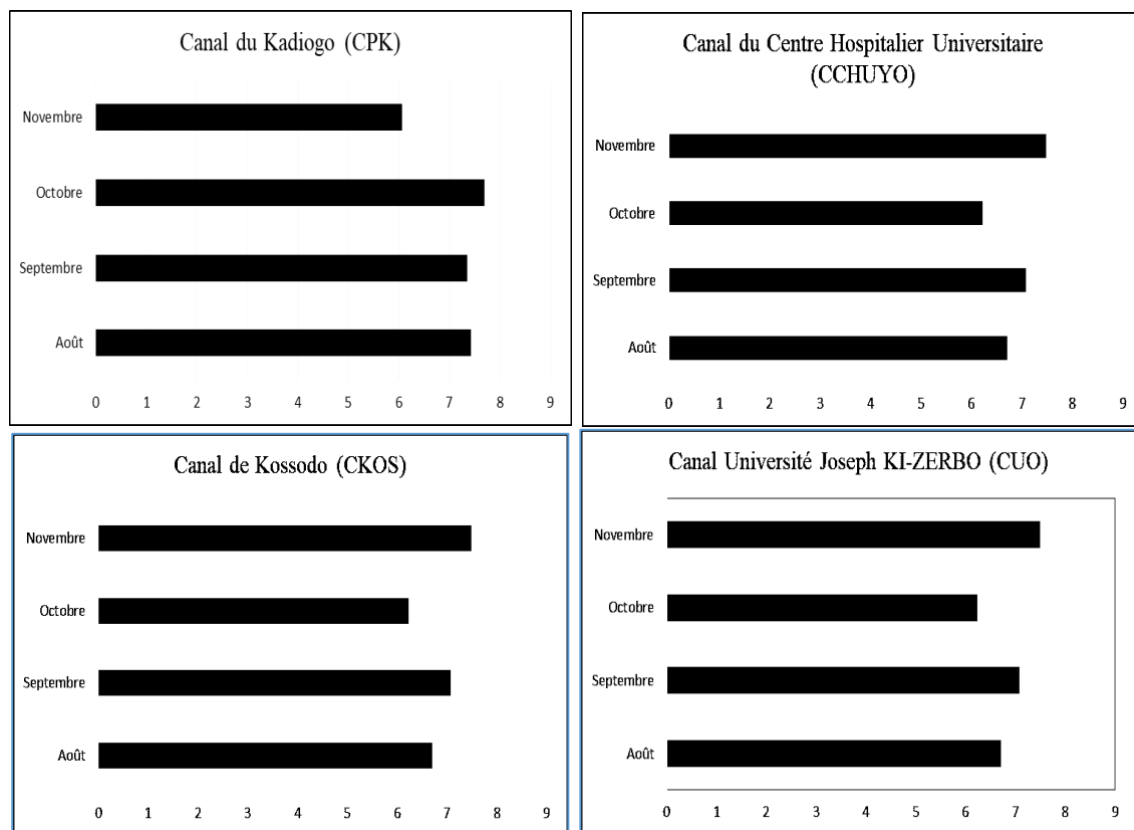 Canal du Kadiogo (CPK)
Novembre
Octobre
Septembre
Août
0 1 2 3 4 5 6 7 8 9
Canal du Centre Hospitalier Universitaire
(CCHUYO)
Novembre
Octobre
Septembre
Août
0 1 2 3 4 5 6 7 8 9
Canal de Kossodo (CKOS)
Novembre
Octobre
Septembre
Août
0 1 2 3 4 5 6 7 8 9
Canal Université Joseph KI-ZERBO (CUO)
Novembre
Octobre
Septembre
Août
0 1 2 3 4 5 6 7 8 9